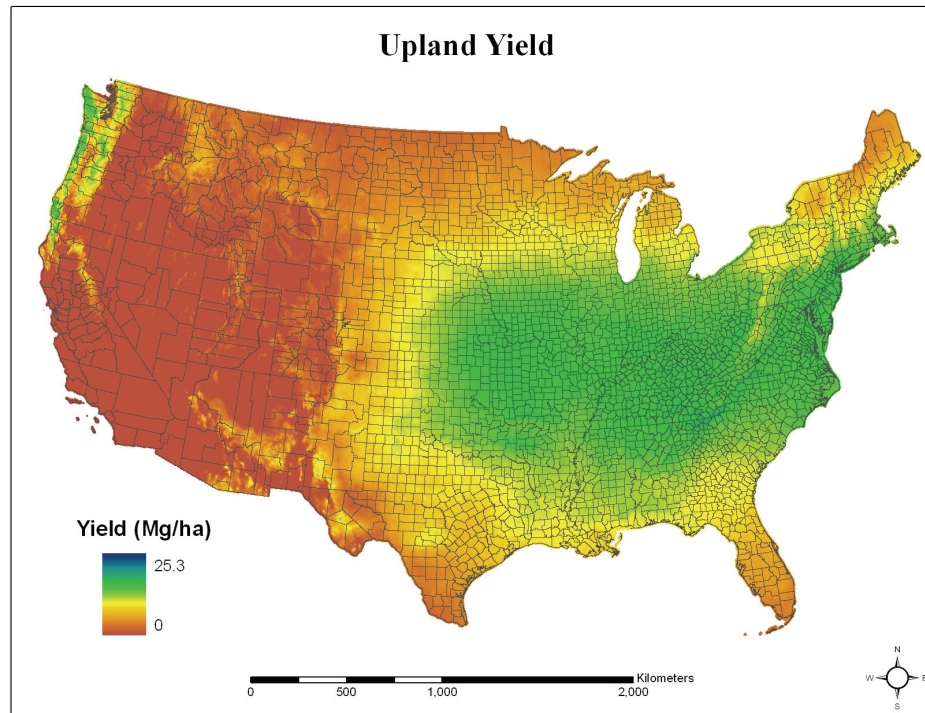 Upland Yield
Yield (Mg/ha)
25.3
0
0 500 1,000 2,000 Kilometers
N
W E
S